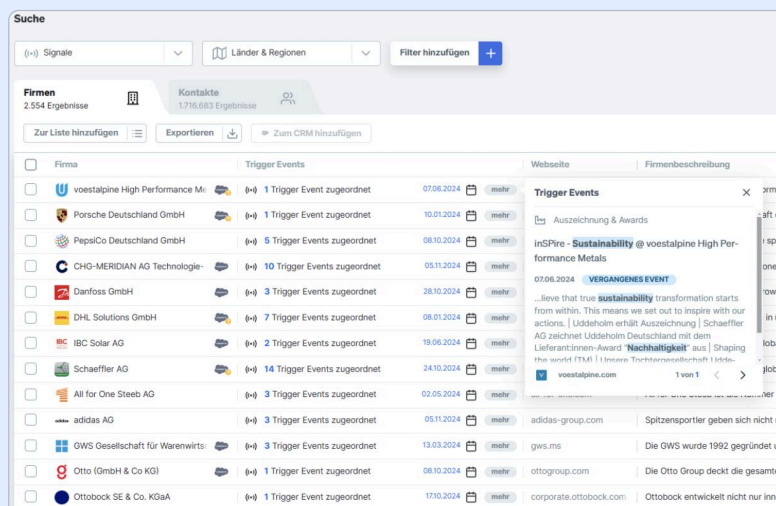 Suche
Signale
Länder & Regionen
Filter hinzufügen
Firmen
2.554 Ergebnisse
Kontakte
1.716.683 Ergebnisse
Zur Liste hinzufügen
Exportieren
Zum CRM hinzufügen
Firma Trigger Events Webseite Firmenbeschreibung
voestalpine High Performance Me 1 Trigger Event zugeordnet 07.06.2024 mehr
Porsche Deutschland GmbH 1 Trigger Event zugeordnet 10.01.2024 mehr
PepsiCo Deutschland GmbH 5 Trigger Events zugeordnet 08.10.2024 mehr
CHG-MERIDIAN AG Technologie- 10 Trigger Events zugeordnet 05.11.2024 mehr
Danfoss GmbH 3 Trigger Events zugeordnet 28.10.2024 mehr
DHL Solutions GmbH 7 Trigger Events zugeordnet 08.01.2024 mehr
IBC Solar AG 2 Trigger Events zugeordnet 19.06.2024 mehr
Schaeffler AG 14 Trigger Events zugeordnet 24.10.2024 mehr
All for One Steeb AG 3 Trigger Events zugeordnet 02.05.2024 mehr
adidas AG 3 Trigger Events zugeordnet 05.11.2024 mehr adidas-group.com Spitzensportler geben sich nicht
GWS Gesellschaft für Warenwirts 3 Trigger Events zugeordnet 13.03.2024 mehr gws.ms Die GWS wurde 1992 gegründet
Otto (GmbH & Co KG) 1 Trigger Event zugeordnet 08.10.2024 mehr ottogroup.com Die Otto Group deckt die gesamte
Ottobock SE & Co. KGaA 1 Trigger Event zugeordnet 17.10.2024 mehr corporate.ottobock.com Ottobock entwickelt nicht nur inn
Trigger Events
Auszeichnung & Awards
inSPire - Sustainability @ voestalpine High Per-
formance Metals
07.06.2024 VERGANGENES EVENT
...lieve that true sustainability transformation starts
from within. This means we set out to inspire with our
actions. | Uddeholm erhält Auszeichnung | Schaeffler
AG zeichnet Uddeholm Deutschland mit dem
Lieferant:innen-Award "Nachhaltigkeit" aus | Shaping
the world (TM) | Unsere Tochtergesellschaft Udde-
voestalpine.com 1 von 1